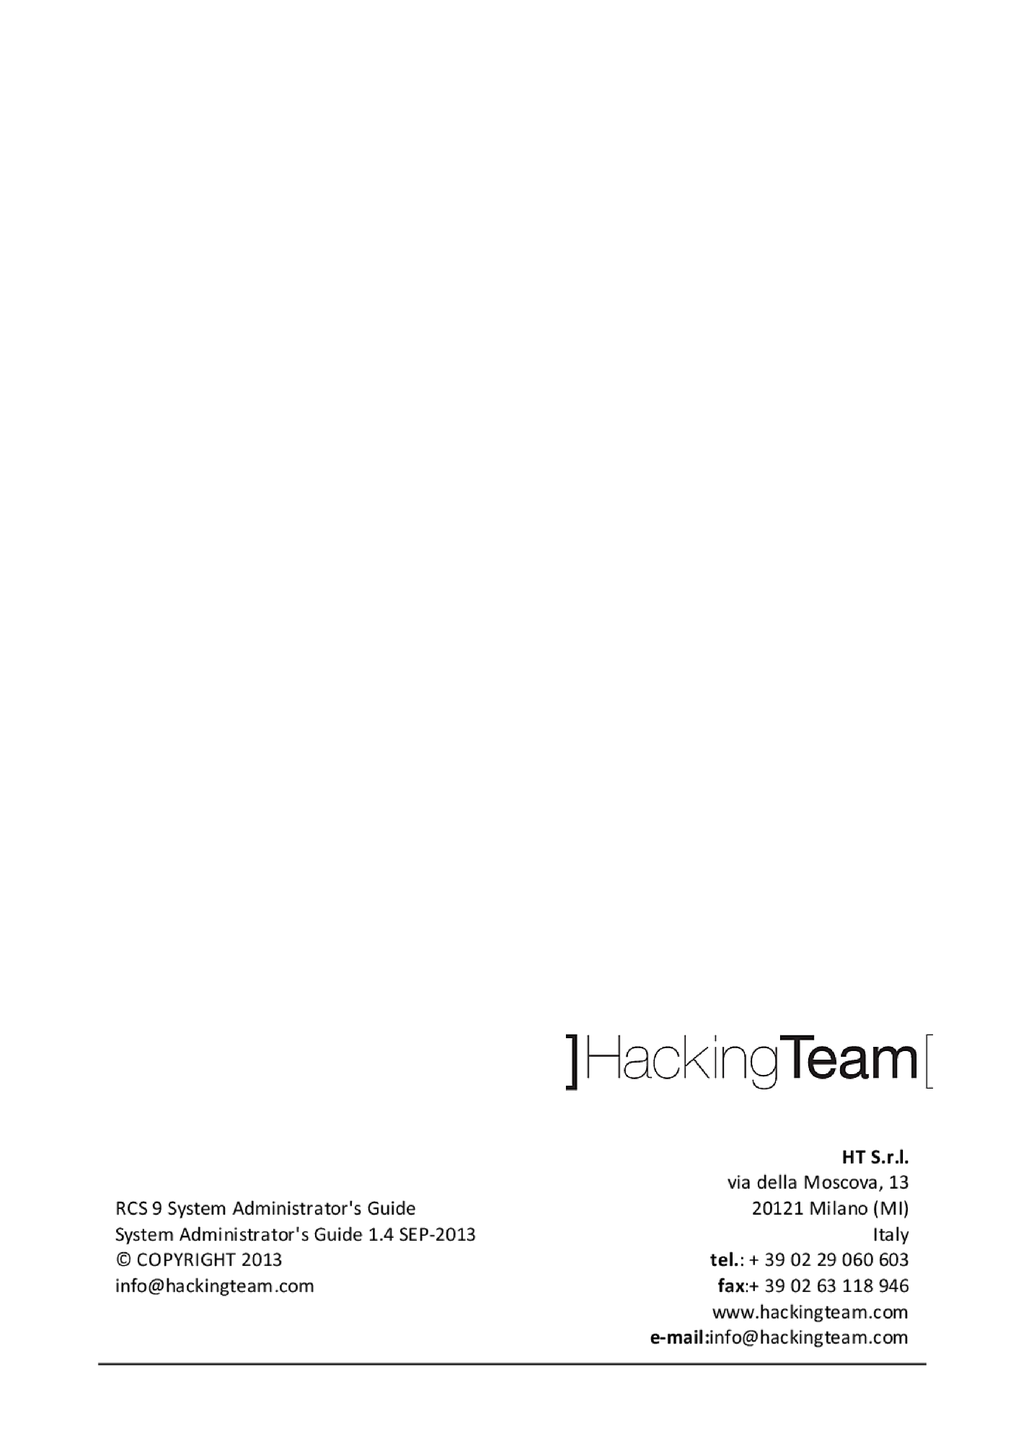 ]HackingTeam[
RCS 9 System Administrator's Guide
System Administrator's Guide 1.4 SEP-2013
© COPYRIGHT 2013
info@hackingteam.com
HT S.r.l.
via della Moscova, 13
20121 Milano (MI)
Italy
tel.: + 39 02 29 060 603
fax:+ 39 02 63 118 946
www.hackingteam.com
e-mail:info@hackingteam.com